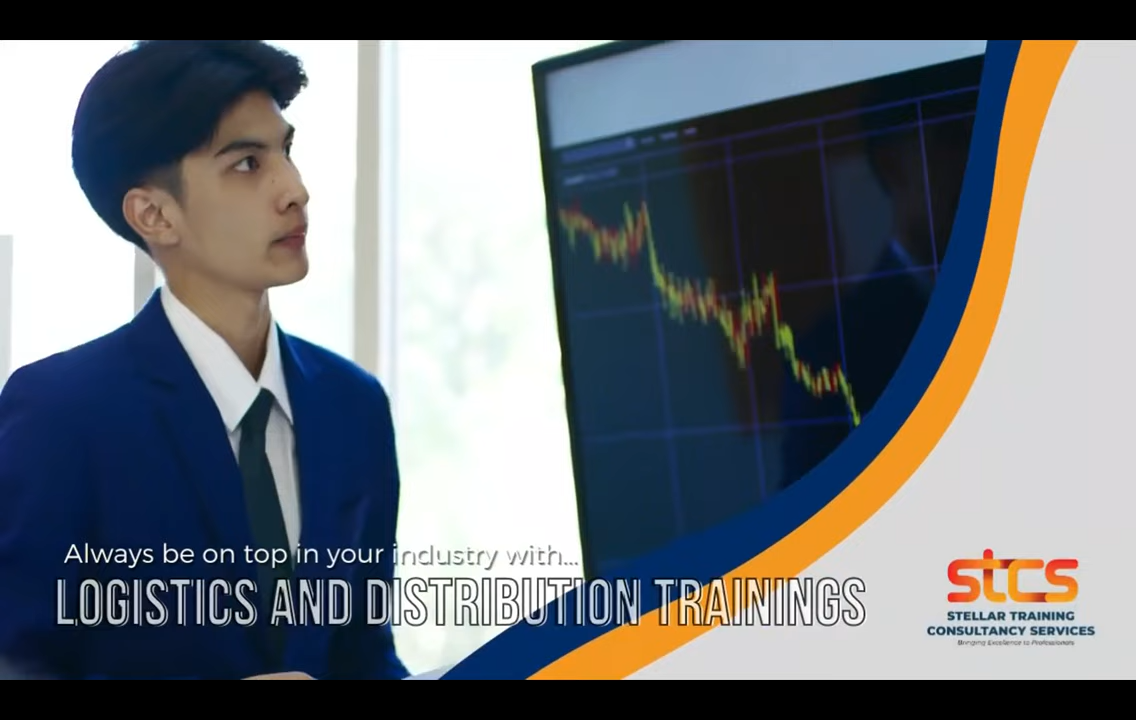 Always be on top in your industry with...
LOGISTICS AND DISTRIBUTION TRAININGS
stcs
STELLAR TRAINING
CONSULTANCY SERVICES
Bringing Excellence to Professionals